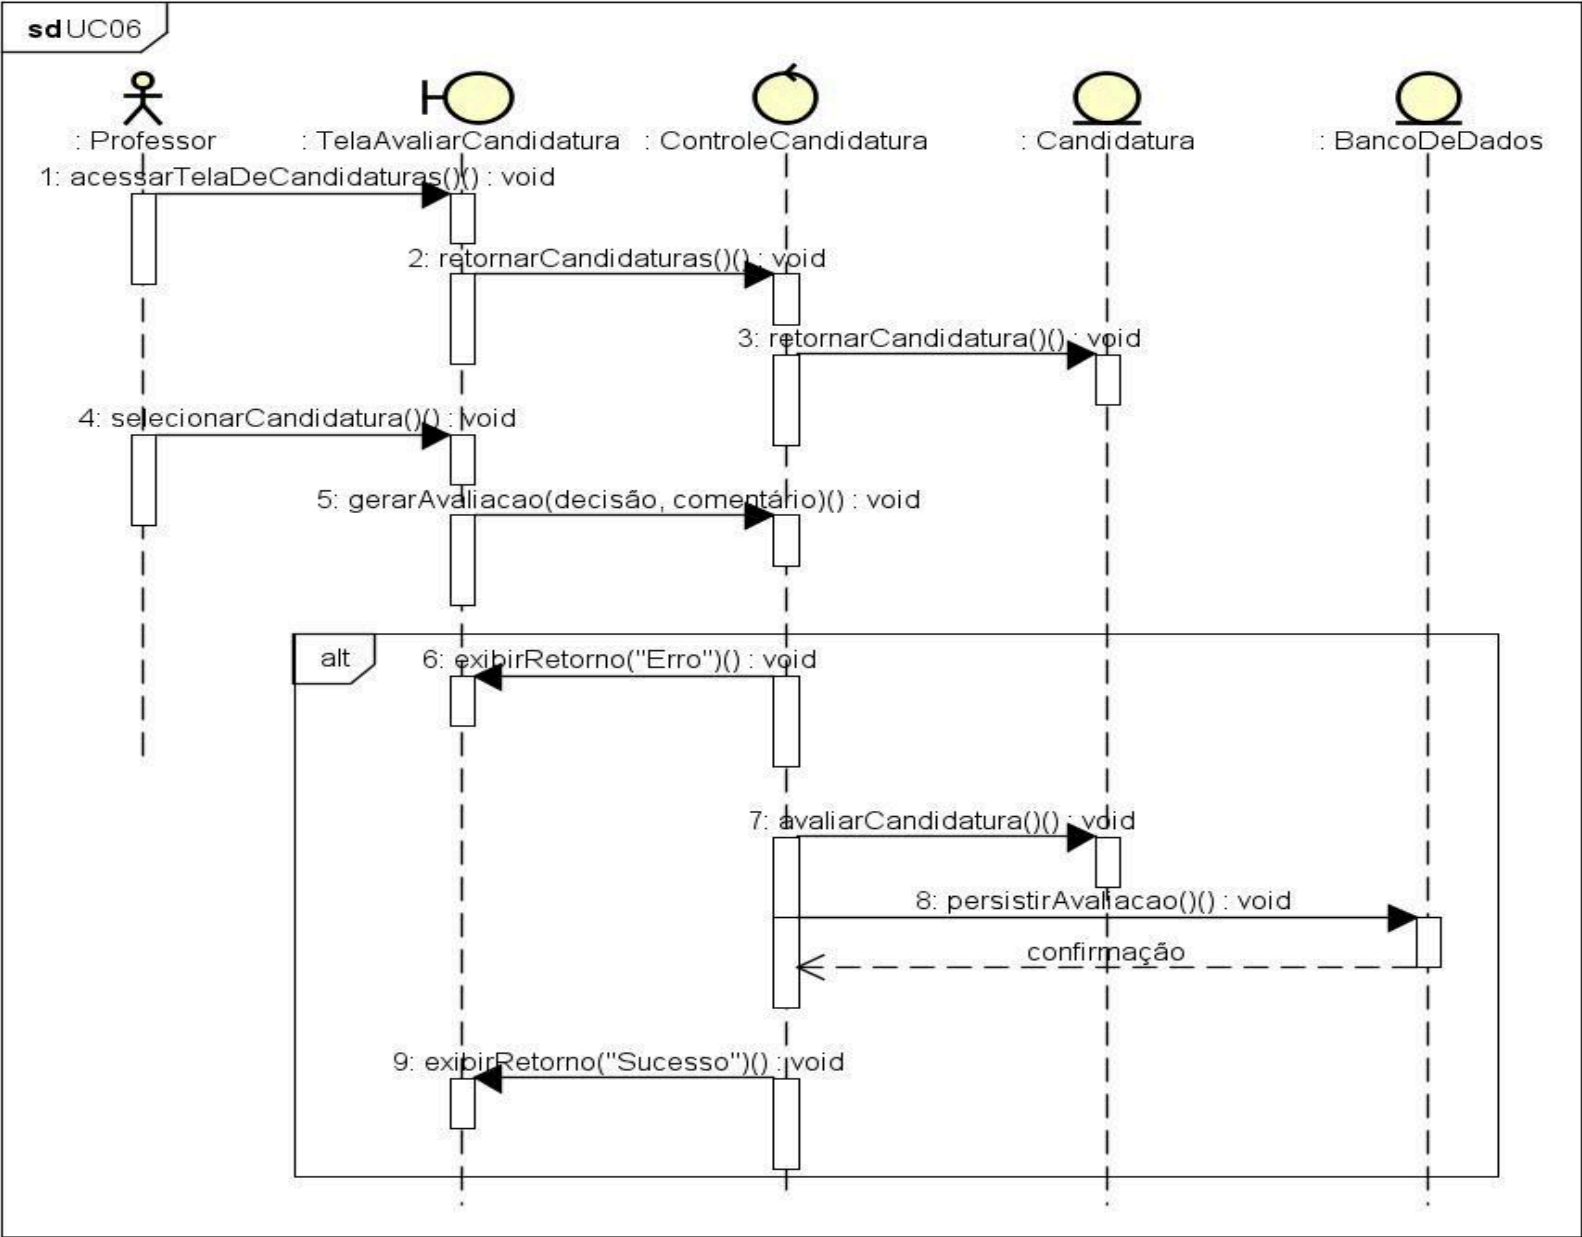 sd UC06
: Professor
: TelaAvaliarCandidatura
: ControleCandidatura
: Candidatura
: BancoDeDados
1: acessarTelaDeCandidaturas()() : void
2: retornarCandidaturas()() : void
3: retornarCandidatura()() : void
4: selecionarCandidatura()() : void
5: gerarAvaliacao(decisão, comentário)() : void
alt
6: exibirRetorno("Erro")() : void
7: avaliarCandidatura()() : void
8: persistirAvaliacao()() : void
confirmação
9: exibirRetorno("Sucesso")() : void